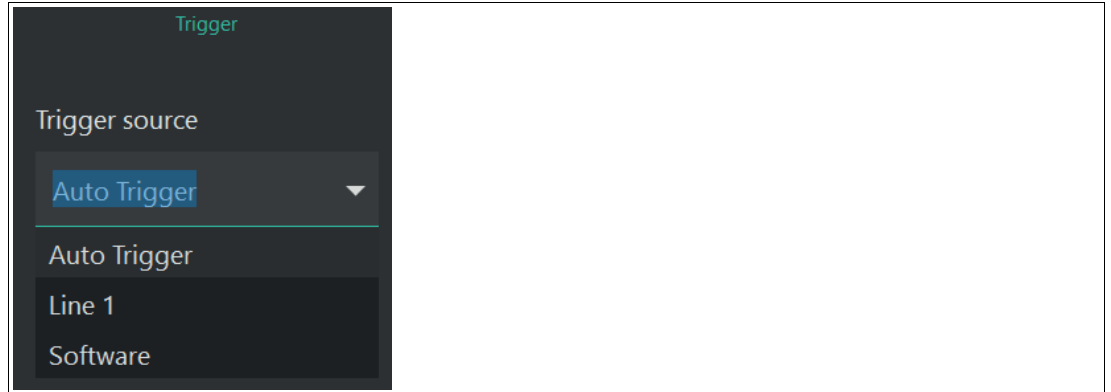 Trigger
Trigger source
Auto Trigger
Auto Trigger
Line 1
Software